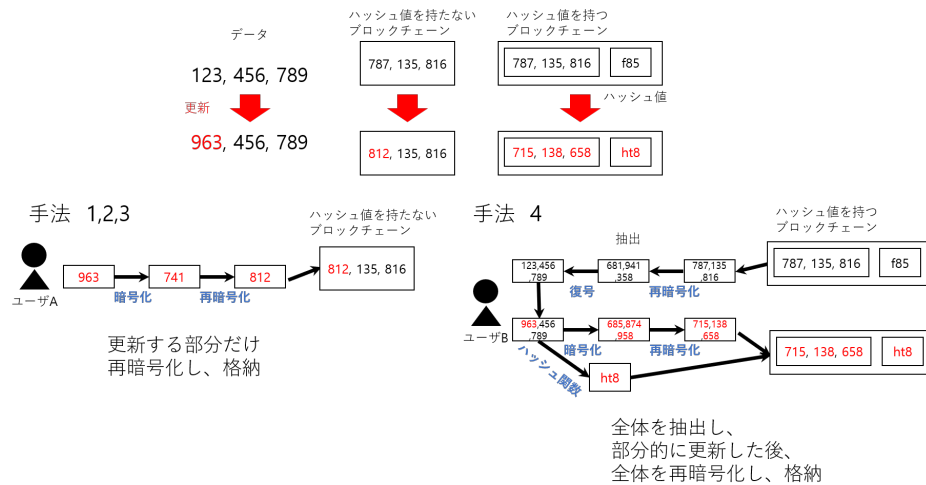 データ
ハッシュ値を持たない
ブロックチェーン
ハッシュ値を持つ
ブロックチェーン
123, 456, 789
787, 135, 816
787, 135, 816
f85
更新
ハッシュ値
963, 456, 789
812, 135, 816
715, 138, 658
ht8
手法 1,2,3
ハッシュ値を持たない
ブロックチェーン
ユーザA
963
暗号化
741
再暗号化
812
812, 135, 816
更新する部分だけ
再暗号化し、格納
手法 4
抽出
ハッシュ値を持つ
ブロックチェーン
123,456
,789
復号
681,941
,358
再暗号化
787,135
,816
787, 135, 816
f85
ユーザB
963,456
,789
暗号化
685,874
,958
再暗号化
715,138
,658
ハッシュ関数
ht8
715, 138, 658
ht8
全体を抽出し、
部分的に更新した後、
全体を再暗号化し、格納